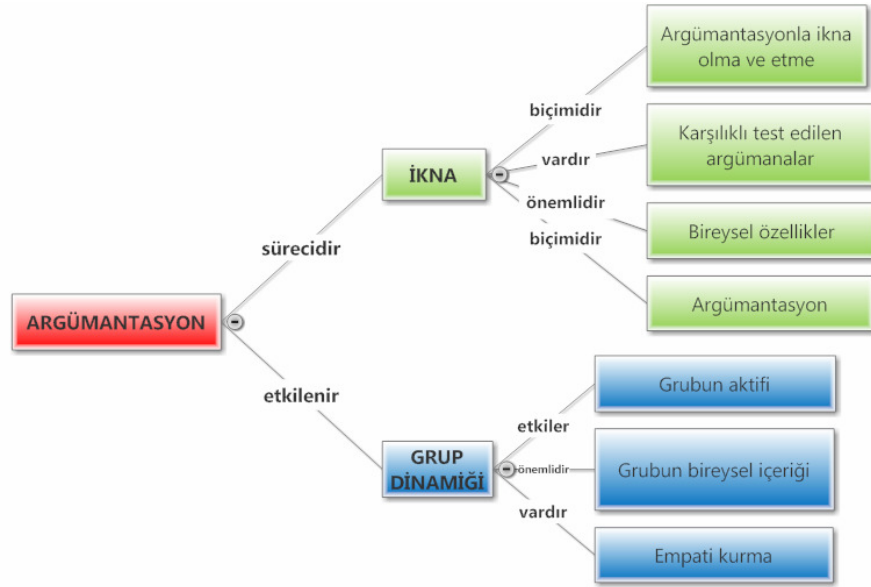 Argümantasyonla ikna
olma ve etme
biçimidir
Karşılıklı test edilen
argümanalar
vardır
İKNA
önemlidir
Bireysel özellikler
biçimidir
sürecidir
Argümantasyon
ARGÜMANTASYON
Grubun aktifi
etkilenir
etkiler
GRUP
DİNAMİĞİ
önemlidir
Grubun bireysel içeriği
vardır
Empati kurma